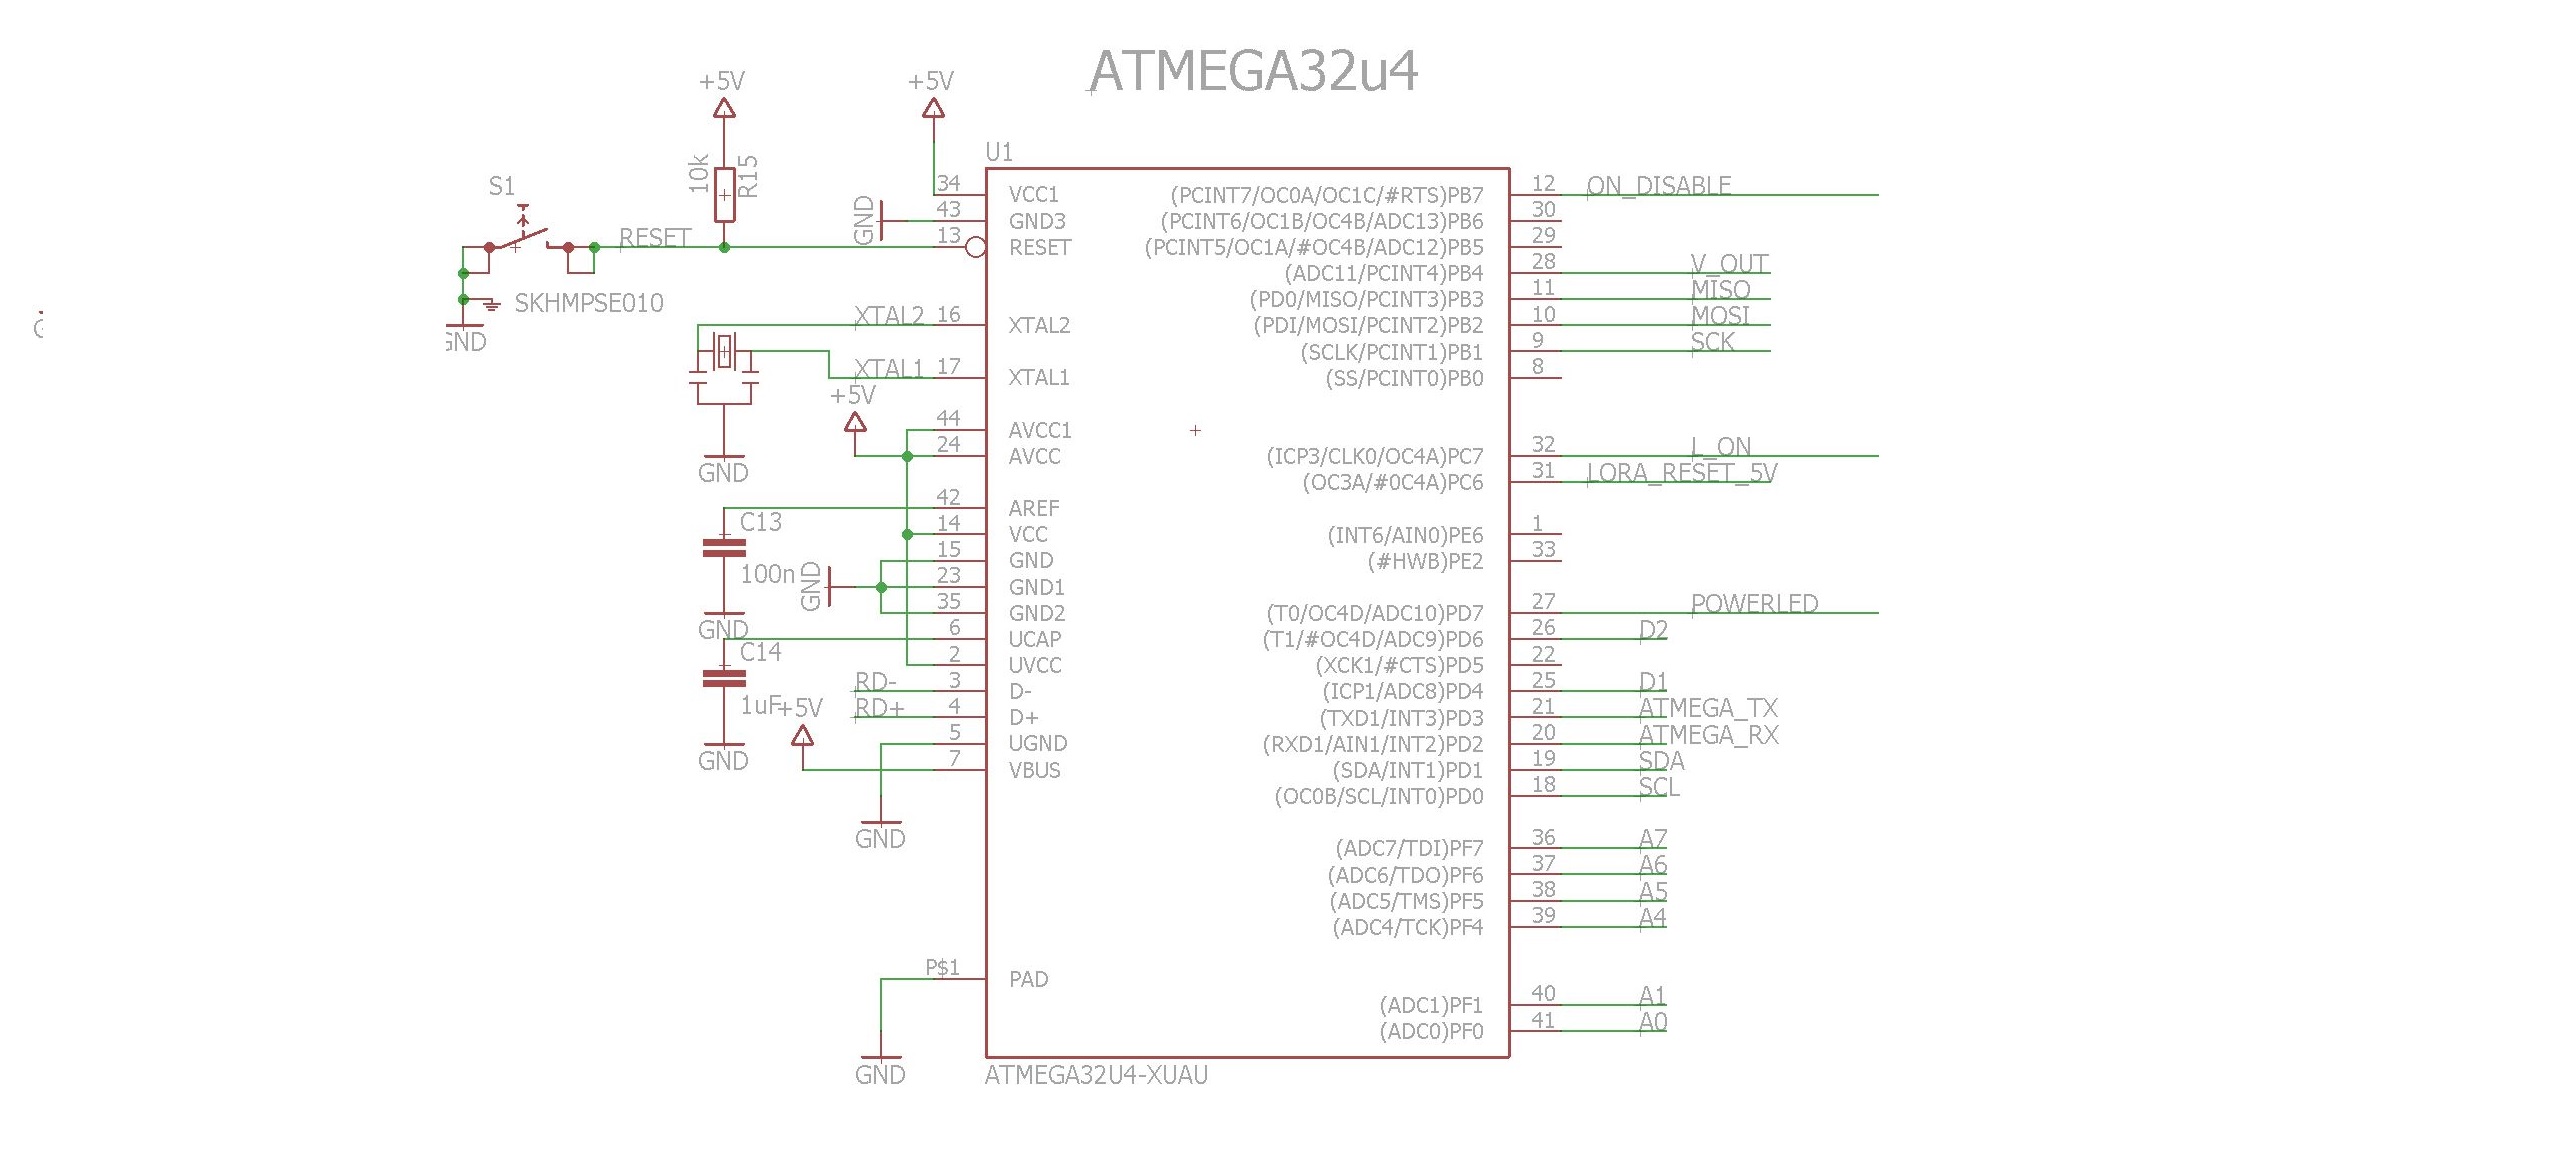 ATMEGA32u4
+5V
+5V
10k
R15
S1
RESET
SKHMPSE010
GND
GND
U1
34 VCC1
43 GND3
13 RESET
XTAL2 16 XTAL2
XTAL1 17 XTAL1
+5V
GND
44 AVCC1
24 AVCC
42 AREF
14 VCC
15 GND
23 GND1
35 GND2
6 UCAP
2 UVCC
RD- 3 D-
RD+ 4 D+
5 UGND
7 VBUS
C13
100n
GND
GND
C14
1uF
+5V
GND
GND
P$1 PAD
GND
(PCINT7/OC0A/OC1C/#RTS)PB7 12 ON_DISABLE
(PCINT6/OC1B/OC4B/ADC13)PB6 30
(PCINT5/OC1A/#OC4B/ADC12)PB5 29
(ADC11/PCINT4)PB4 28 V_OUT
(PD0/MISO/PCINT3)PB3 11 MISO
(PDI/MOSI/PCINT2)PB2 10 MOSI
(SCLK/PCINT1)PB1 9 SCK
(SS/PCINT0)PB0 8
(ICP3/CLK0/OC4A)PC7 32 L_ON
(OC3A/#0C4A)PC6 31 LORA_RESET_5V
(INT6/AIN0)PE6 1
(#HWB)PE2 33
(T0/OC4D/ADC10)PD7 27 POWERLED
(T1/#OC4D/ADC9)PD6 26 D2
(XCK1/#CTS)PD5 22
(ICP1/ADC8)PD4 25 D1
(TXD1/INT3)PD3 21 ATMEGA_TX
(RXD1/AIN1/INT2)PD2 20 ATMEGA_RX
(SDA/INT1)PD1 19 SDA
(OC0B/SCL/INT0)PD0 18 SCL
(ADC7/TDI)PF7 36 A7
(ADC6/TDO)PF6 37 A6
(ADC5/TMS)PF5 38 A5
(ADC4/TCK)PF4 39 A4
(ADC1)PF1 40 A1
(ADC0)PF0 41 A0
ATMEGA32U4-XUAU